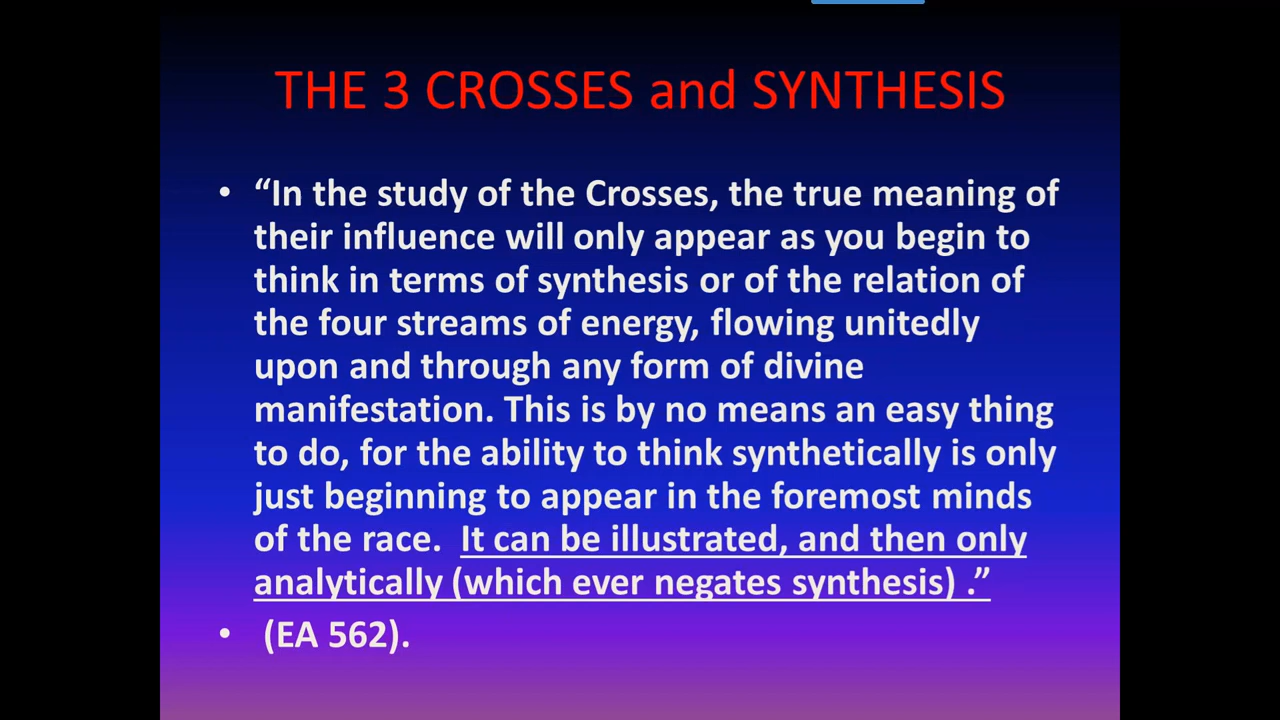 THE 3 CROSSES and SYNTHESIS
• “In the study of the Crosses, the true meaning of
their influence will only appear as you begin to
think in terms of synthesis or of the relation of
the four streams of energy, flowing unitedly
upon and through any form of divine
manifestation. This is by no means an easy thing
to do, for the ability to think synthetically is only
just beginning to appear in the foremost minds
of the race.  It can be illustrated, and then only
analytically (which ever negates synthesis) .”
• (EA 562).